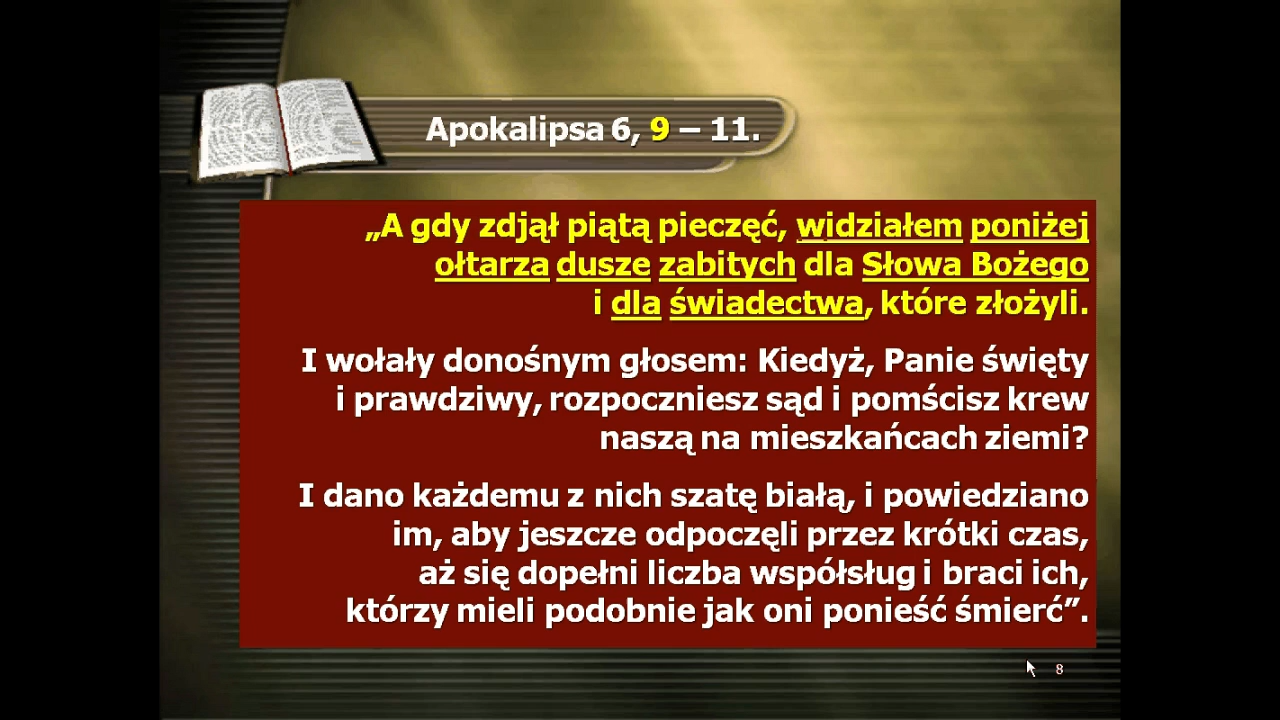 Apokalipsa 6, 9 – 11.
„A gdy zdjął piątą pieczęć, widziałem poniżej
ołtarza dusze zabitych dla Słowa Bożego
i dla świadectwa, które złożyli.
I wołały donośnym głosem: Kiedyż, Panie święty
i prawdziwy, rozpoczniesz sąd i pomścisz krew
naszą na mieszkańcach ziemi?
I dano każdemu z nich szatę białą, i powiedziano
im, aby jeszcze odpoczęli przez krótki czas,
aż się dopełni liczba współsług i braci ich,
którzy mieli podobnie jak oni ponieść śmierć”.
8